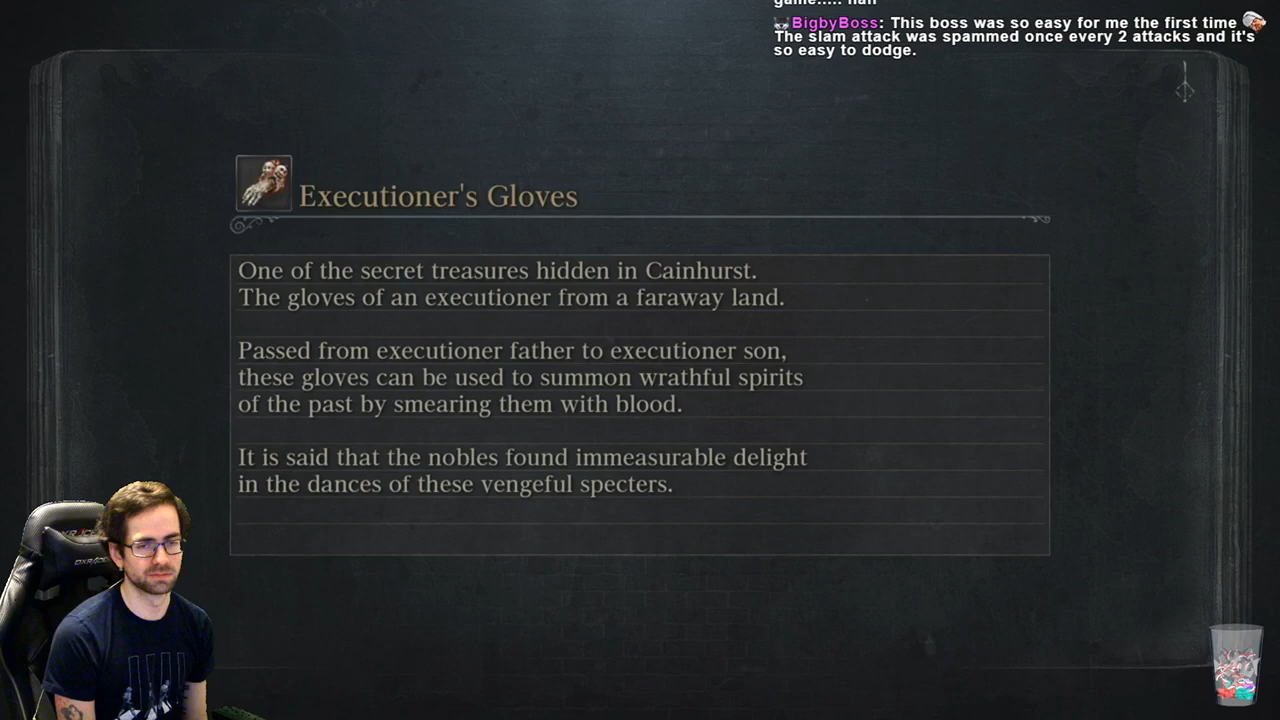 game..... hah
BigbyBoss: This boss was so easy for me the first time
The slam attack was spammed once every 2 attacks and it's
so easy to dodge.
Executioner's Gloves
One of the secret treasures hidden in Cainhurst.
The gloves of an executioner from a faraway land.
Passed from executioner father to executioner son,
these gloves can be used to summon wrathful spirits
of the past by smearing them with blood.
It is said that the nobles found immeasurable delight
in the dances of these vengeful specters.